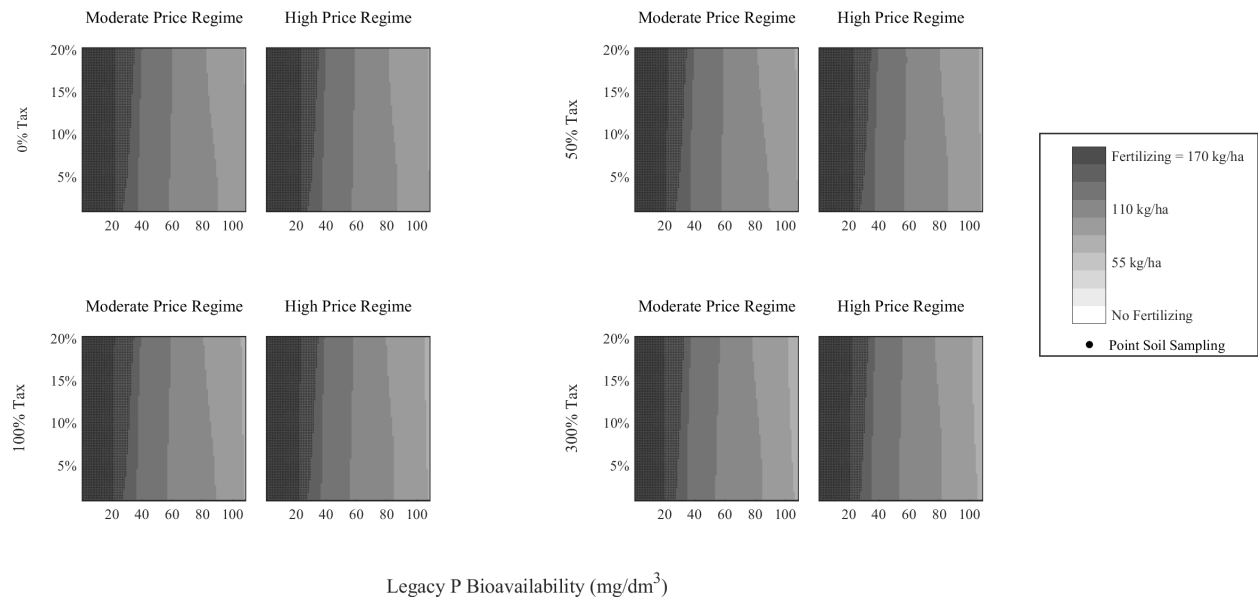 Moderate Price Regime High Price Regime Moderate Price Regime High Price Regime
0% Tax
20%
15%
10%
5%
20 40 60 80 100 20 40 60 80 100
50% Tax
20%
15%
10%
5%
20 40 60 80 100 20 40 60 80 100
Fertilizing = 170 kg/ha
110 kg/ha
55 kg/ha
No Fertilizing
Point Soil Sampling
Moderate Price Regime High Price Regime Moderate Price Regime High Price Regime
100% Tax
20%
15%
10%
5%
20 40 60 80 100 20 40 60 80 100
300% Tax
20%
15%
10%
5%
20 40 60 80 100 20 40 60 80 100
Legacy P Bioavailability (mg/dm³)